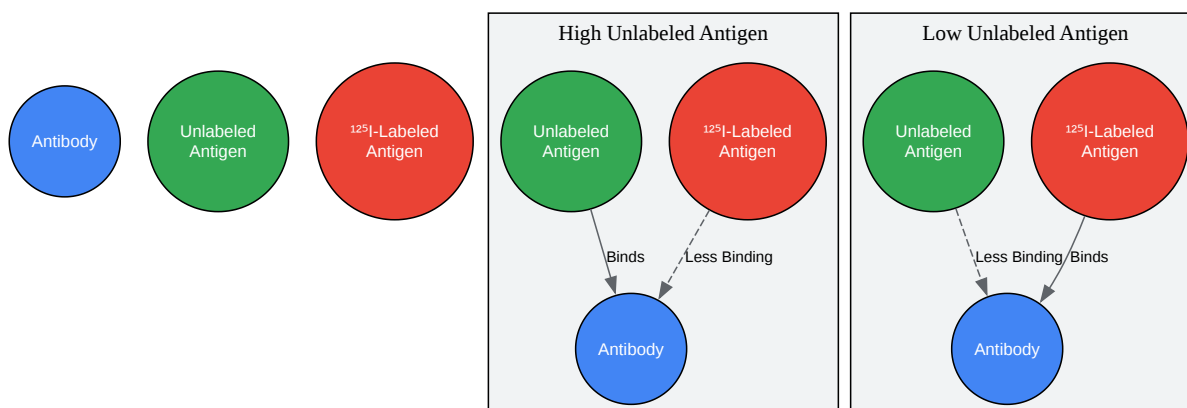 Antibody
Unlabeled
Antigen
¹²⁵I-Labeled
Antigen
High Unlabeled Antigen
Unlabeled
Antigen
¹²⁵I-Labeled
Antigen
Binds
Less Binding
Antibody
Low Unlabeled Antigen
Unlabeled
Antigen
¹²⁵I-Labeled
Antigen
Less Binding
Binds
Antibody